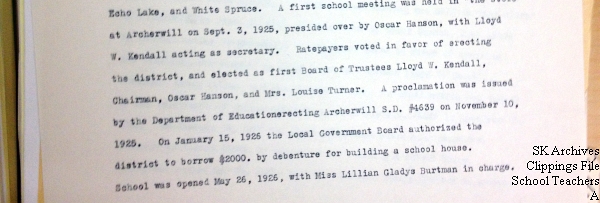 Echo Lake, and White Spruce. A first school meeting was held in the store
at Archerwill on Sept. 3, 1925, presided over by Oscar Hanson, with Lloyd
W. Kendall acting as secretary. Ratepayers voted in favor of erecting
the district, and elected as first Board of Trustees Lloyd W. Kendall,
Chairman, Oscar Hanson, and Mrs. Louise Turner. A proclamation was issued
by the Department of Educationerecting Archerwill S.D. #4639 on November 10,
1925. On January 15, 1926 the Local Government Board authorized the
district to borrow $2000. by debenture for building a school house.
School was opened May 26, 1926, with Miss Lillian Gladys Burtman in charge.
SK Archives
Clippings File
School Teachers
A